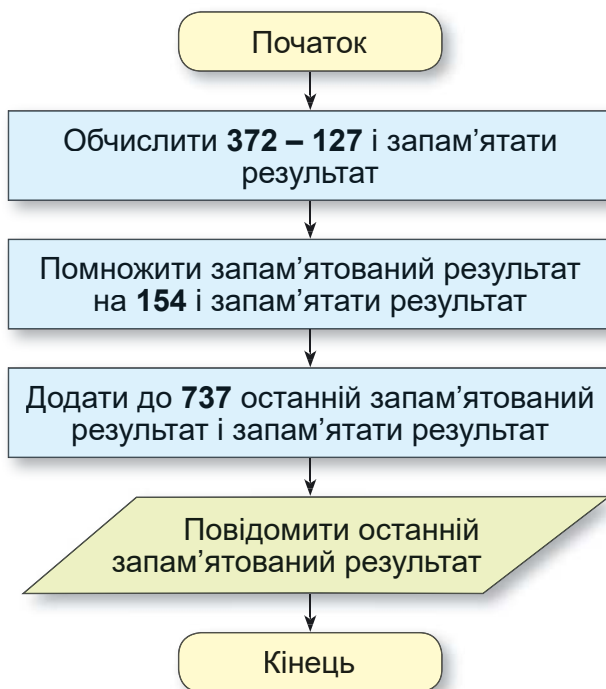 Початок
Обчислити 372 – 127 і запам’ятати
результат
Помножити запам’ятований результат
на 154 і запам’ятати результат
Додати до 737 останній запам’ятований
результат і запам’ятати результат
Повідомити останній
запам’ятований результат
Кінець